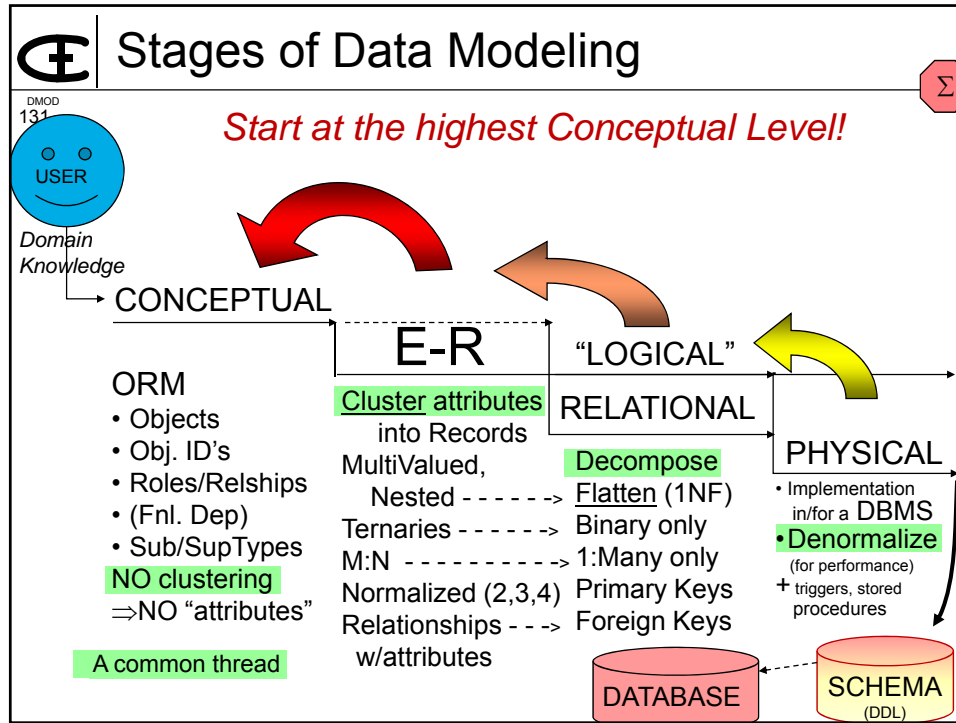 Stages of Data Modeling
Σ
DMOD
131
Start at the highest Conceptual Level!
USER
Domain
Knowledge
CONCEPTUAL
ORM
• Objects
• Obj. ID's
• Roles/Relships
• (Fnl. Dep)
• Sub/SupTypes
NO clustering
⇒NO “attributes”
A common thread
E-R
Cluster attributes
into Records
MultiValued,
Nested - - - - - ->
Ternaries - - - - - ->
M:N - - - - - - - - - ->
Normalized (2,3,4)
Relationships - - ->
w/attributes
“LOGICAL”
RELATIONAL
Decompose
Flatten (1NF)
Binary only
1:Many only
Primary Keys
Foreign Keys
PHYSICAL
• Implementation
in/for a DBMS
•Denormalize
(for performance)
+ triggers, stored
procedures
DATABASE
SCHEMA
(DDL)